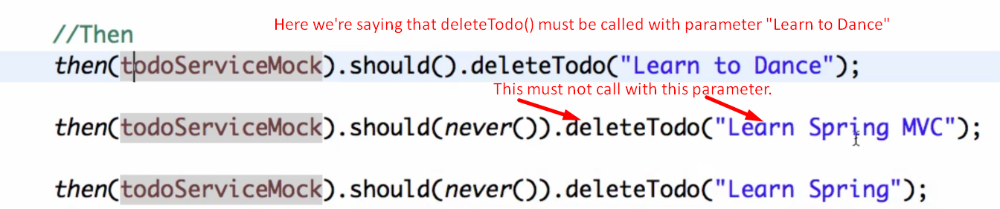 //Then
Here we're saying that deleteTodo() must be called with parameter "Learn to Dance"
then(todoServiceMock).should().deleteTodo("Learn to Dance");
This must not call with this parameter.
then(todoServiceMock).should(never()).deleteTodo("Learn Spring MVC");
then(todoServiceMock).should(never()).deleteTodo("Learn Spring");